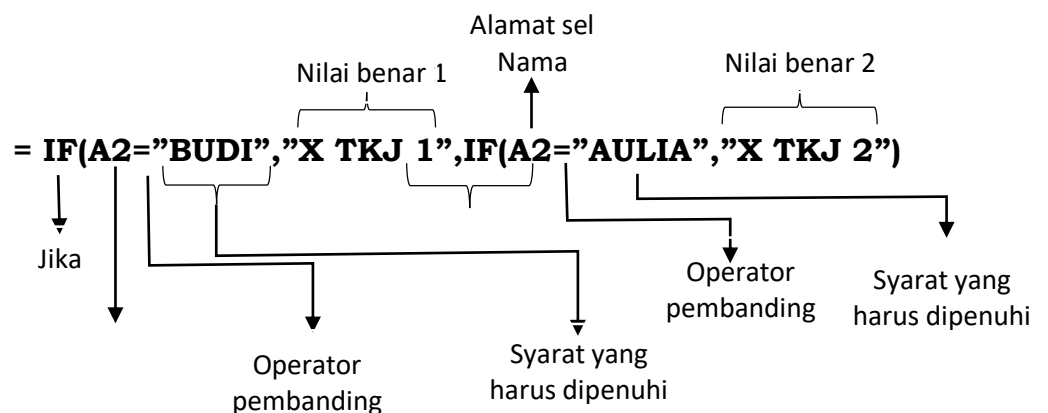 Alamat sel
Nama
Nilai benar 1
Nilai benar 2
= IF(A2=”BUDI”,”X TKJ 1”,IF(A2=”AULIA”,”X TKJ 2”)
Jika
Operator
pembanding
Syarat yang
harus dipenuhi
Operator
pembanding
Syarat yang
harus dipenuhi